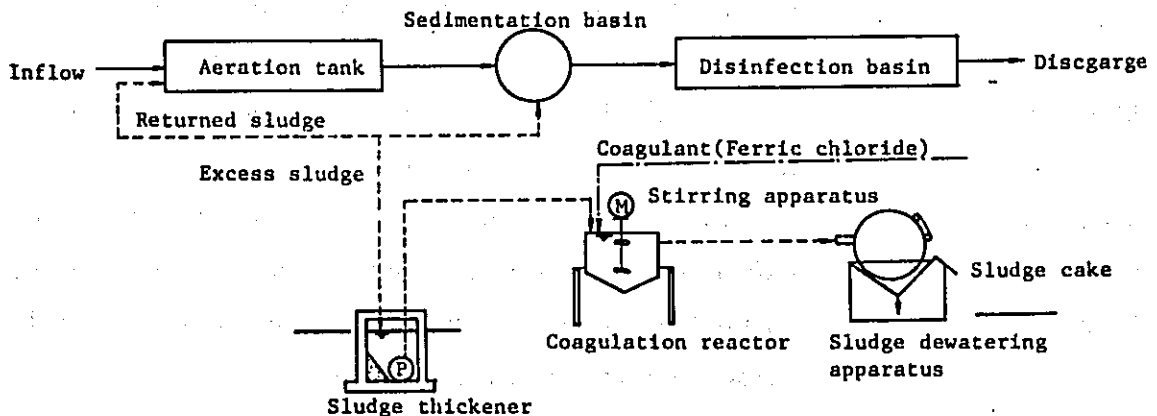 Sedimentation basin
Inflow
Aeration tank
Disinfection basin
Discgarge
Returned sludge
Coagulant(Ferric chloride)
Excess sludge
Stirring apparatus
M
Sludge cake
P
Coagulation reactor
Sludge dewatering
apparatus
Sludge thickener